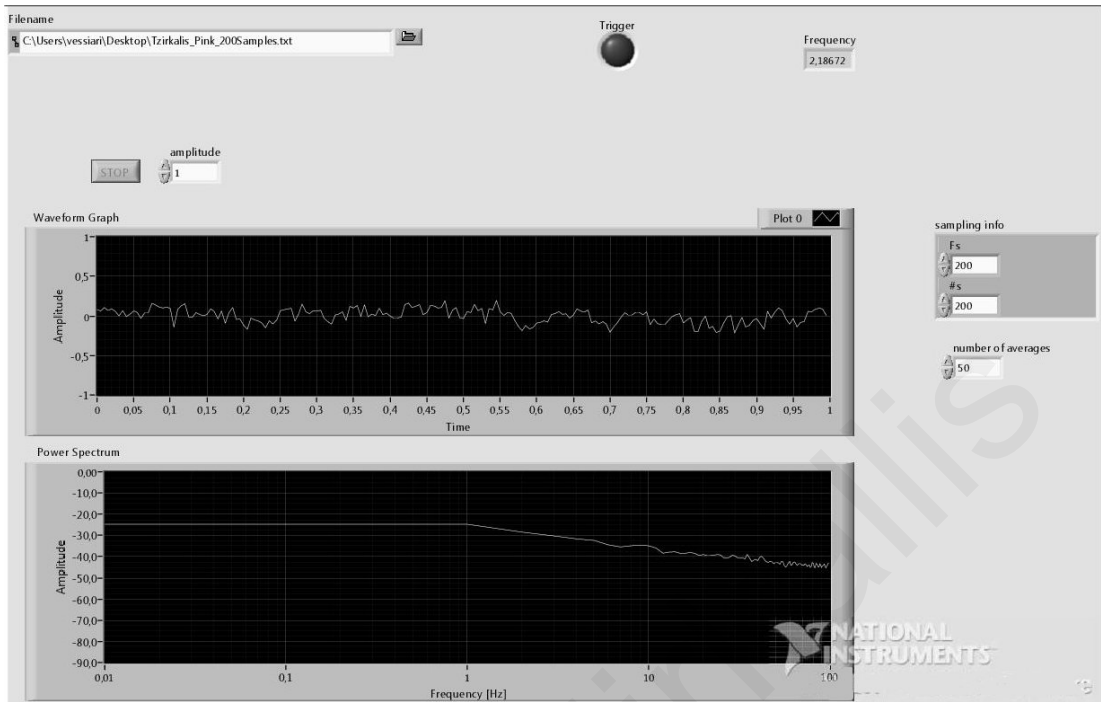 Filename
C:\Users\vessiari\Desktop\Tzirkalis_Pink_200Samples.txt
Trigger
Frequency
2,18672
STOP
amplitude
1
Waveform Graph
Plot 0
1
0,5
0
-0,5
-1
Amplitude
0 0,05 0,1 0,15 0,2 0,25 0,3 0,35 0,4 0,45 0,5 0,55 0,6 0,65 0,7 0,75 0,8 0,85 0,9 0,95 1
Time
sampling info
Fs
200
#s
200
number of averages
50
Power Spectrum
0,00
-10,0
-20,0
-30,0
-40,0
-50,0
-60,0
-70,0
-80,0
-90,0
Amplitude
0,01 0,1 1 10 100
Frequency [Hz]
NATIONAL
INSTRUMENTS